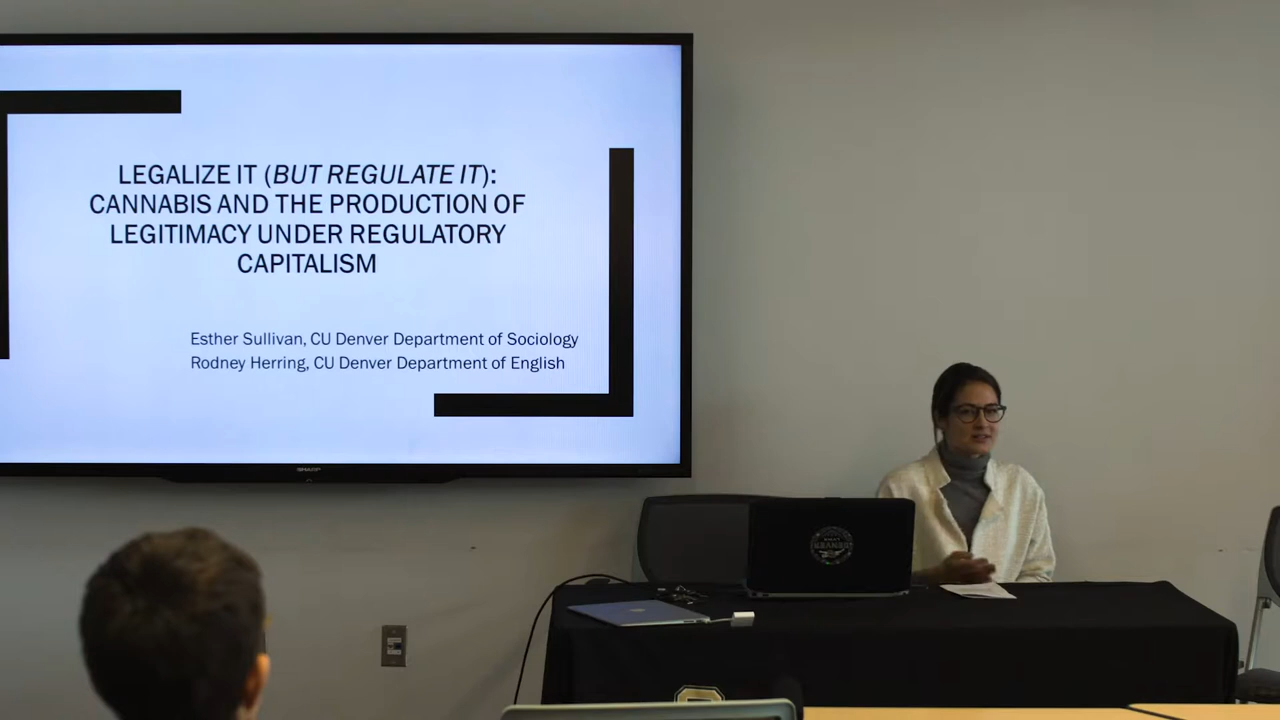 LEGALIZE IT (BUT REGULATE IT):
CANNABIS AND THE PRODUCTION OF
LEGITIMACY UNDER REGULATORY
CAPITALISM
Esther Sullivan, CU Denver Department of Sociology
Rodney Herring, CU Denver Department of English
SHARP